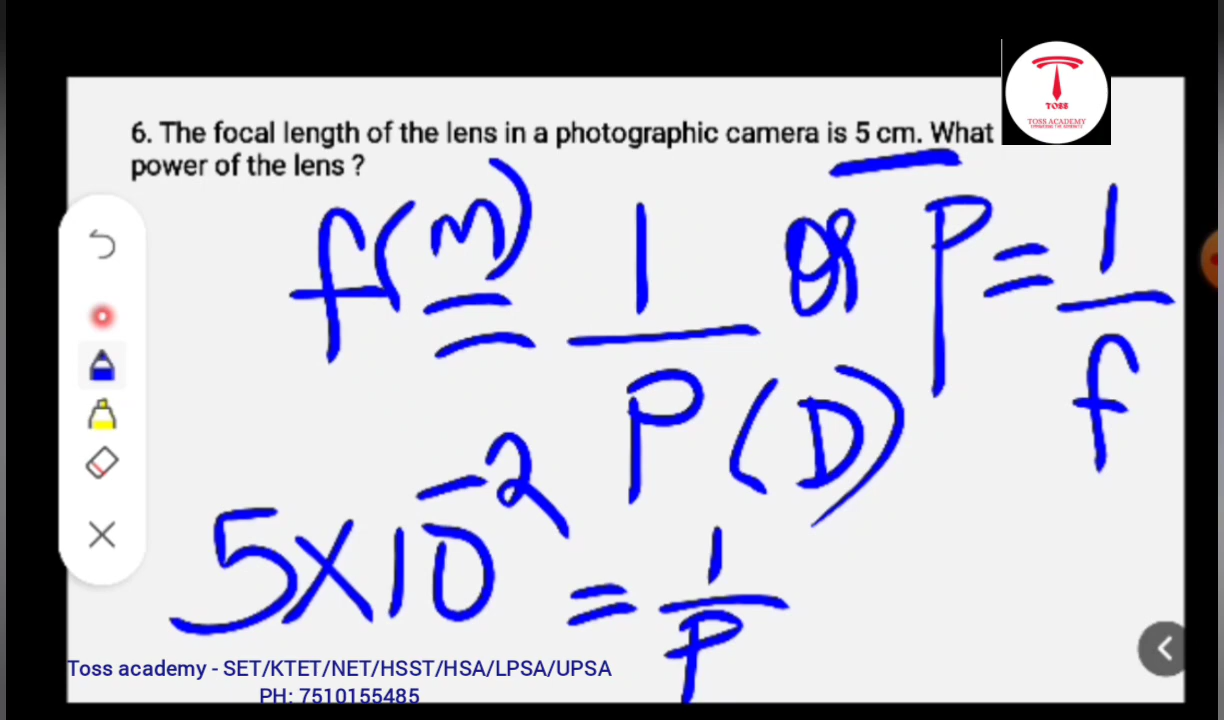 TOSS
TOSS ACADEMY
6. The focal length of the lens in a photographic camera is 5 cm. What
power of the lens ?
f(m) = 1/P(D) or P = 1/f
5×10⁻² = 1/P
Toss academy - SET/KTET/NET/HSST/HSA/LPSA/UPSA
PH: 7510155485